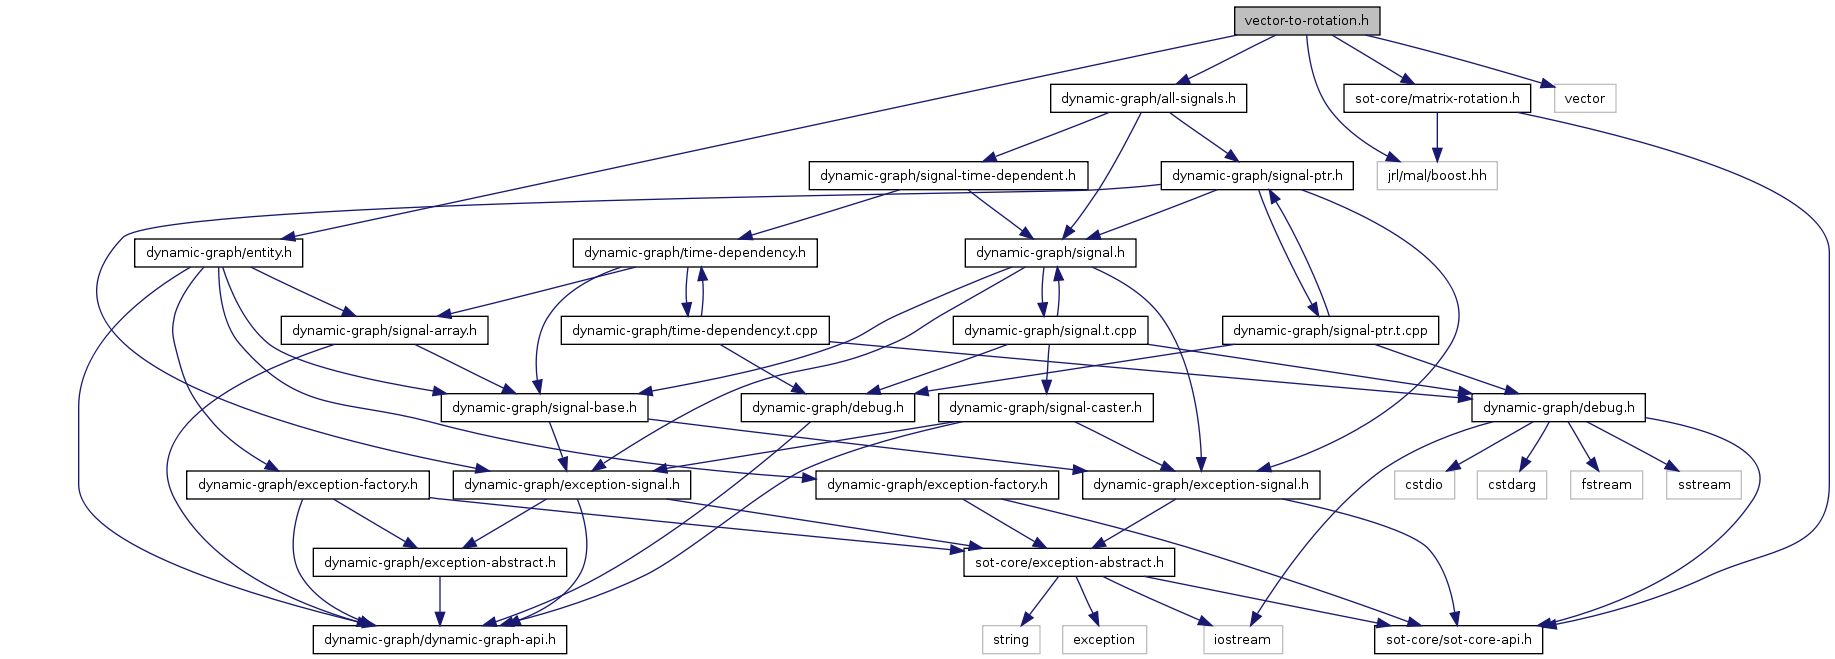 vector-to-rotation.h
dynamic-graph/all-signals.h
sot-core/matrix-rotation.h
vector
dynamic-graph/signal-time-dependent.h
dynamic-graph/signal-ptr.h
jrl/mal/boost.hh
dynamic-graph/entity.h
dynamic-graph/time-dependency.h
dynamic-graph/signal.h
dynamic-graph/signal-array.h
dynamic-graph/time-dependency.t.cpp
dynamic-graph/signal.t.cpp
dynamic-graph/signal-ptr.t.cpp
dynamic-graph/signal-base.h
dynamic-graph/debug.h
dynamic-graph/signal-caster.h
dynamic-graph/debug.h
dynamic-graph/exception-factory.h
dynamic-graph/exception-signal.h
dynamic-graph/exception-factory.h
dynamic-graph/exception-signal.h
cstdio
cstdarg
fstream
sstream
dynamic-graph/exception-abstract.h
sot-core/exception-abstract.h
dynamic-graph/dynamic-graph-api.h
string
exception
iostream
sot-core/sot-core-api.h